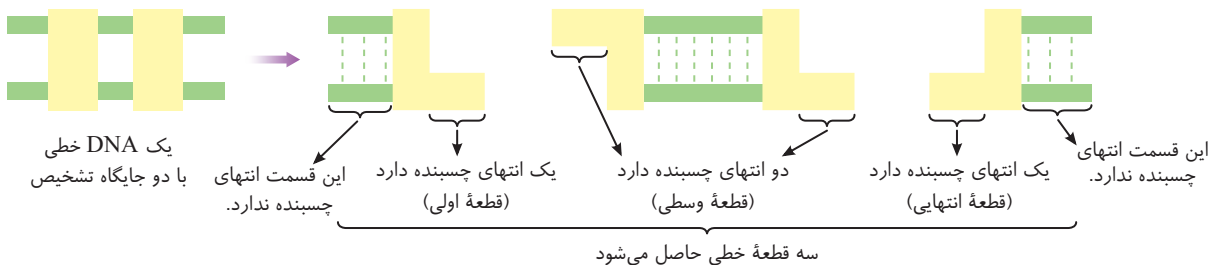 یک DNA خطی
با دو جایگاه تشخیص
این قسمت انتهای
چسبنده ندارد.
یک انتهای چسبنده دارد
(قطعهٔ اولی)
دو انتهای چسبنده دارد
(قطعهٔ وسطی)
یک انتهای چسبنده دارد
(قطعهٔ انتهایی)
این قسمت انتهای
چسبنده ندارد.
سه قطعهٔ خطی حاصل می‌شود